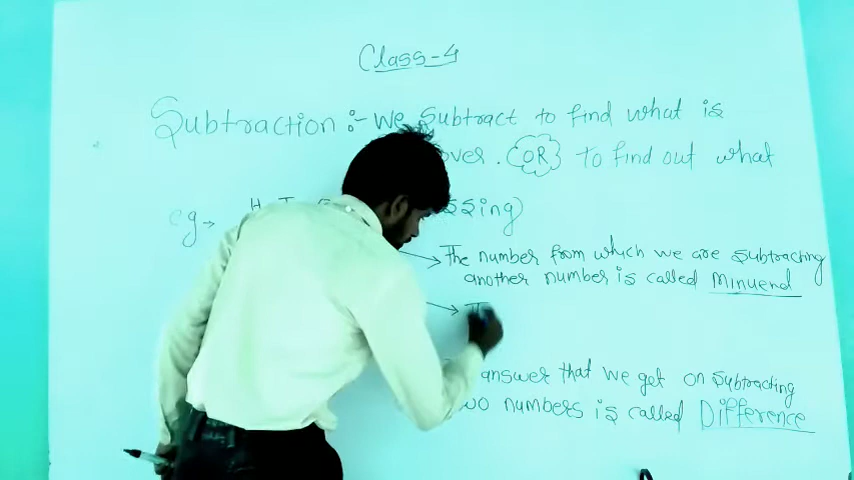 Class-4
Subtraction :- We Subtract to find what is
over. (OR) to find out what
eg → H T
The number from which we are subtracting
another number is called Minuend
answer that we get on subtracting
numbers is called Difference